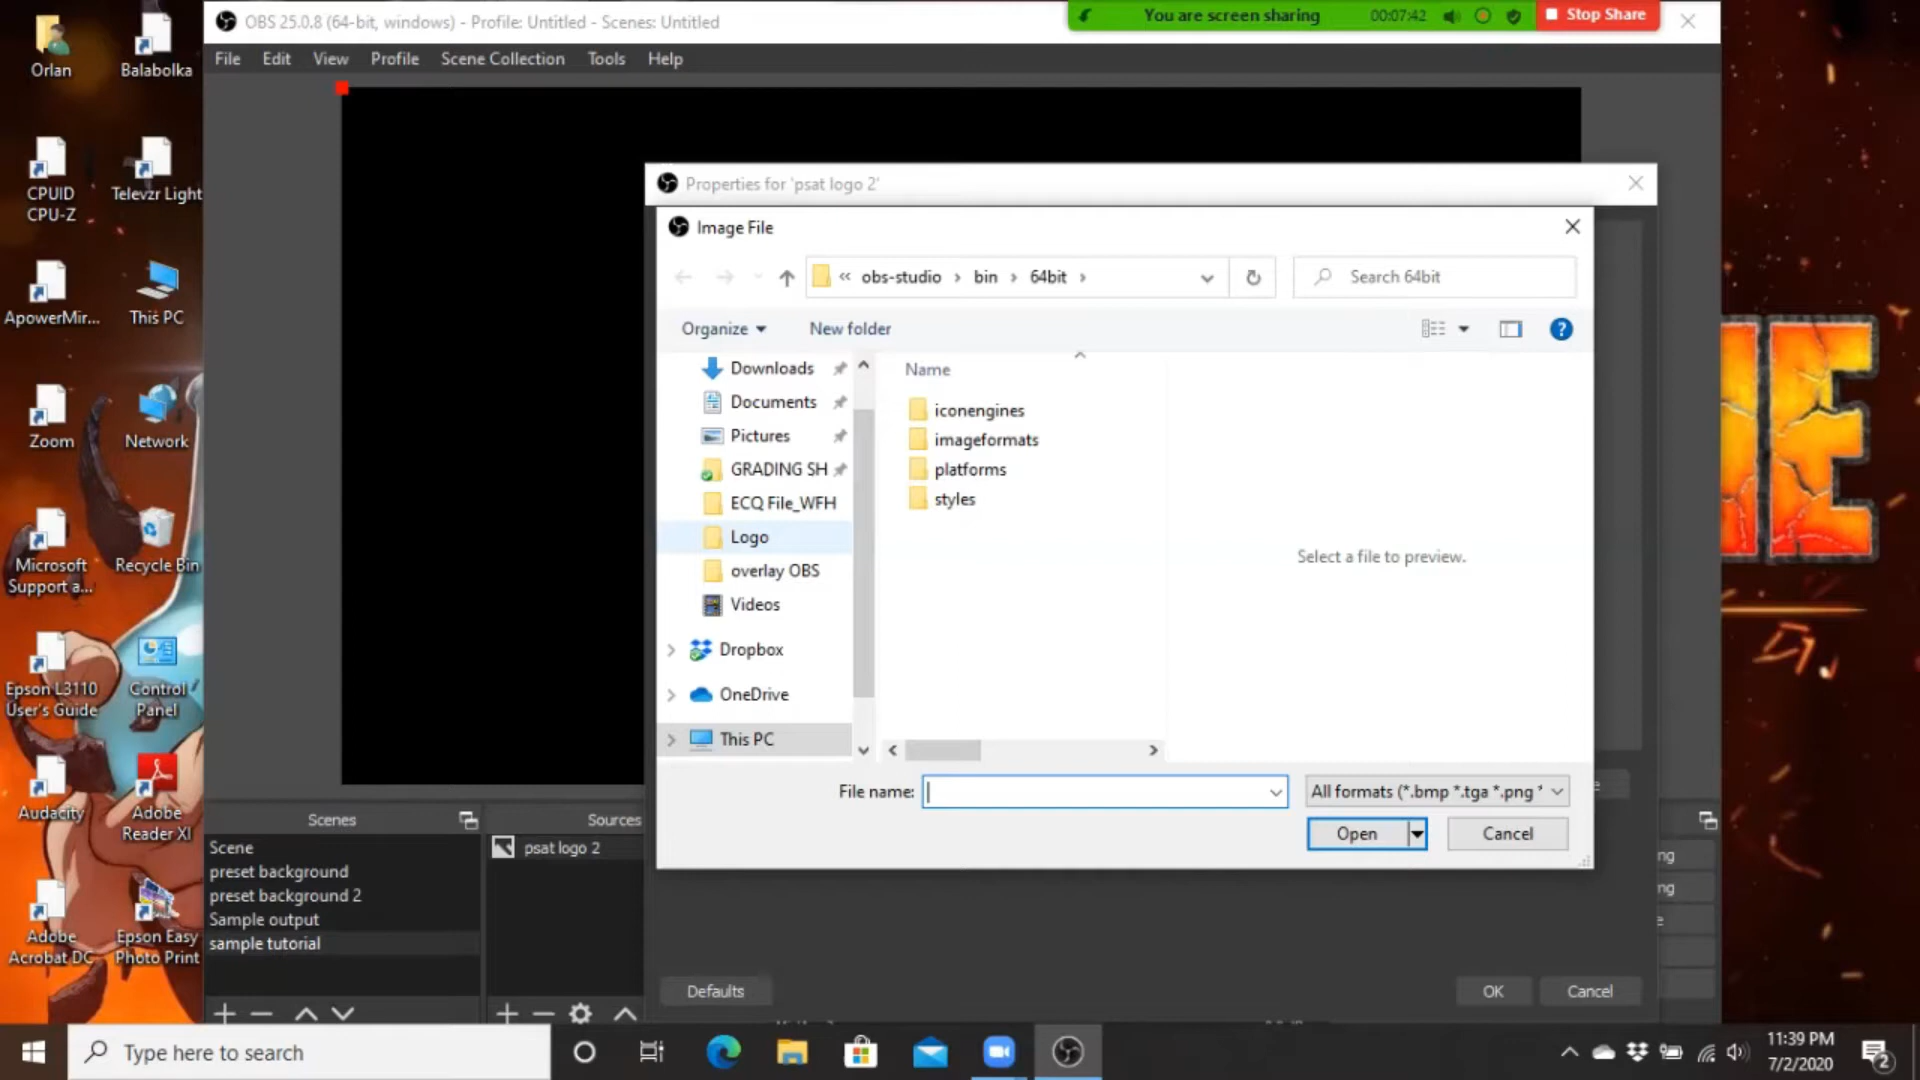 Orlan
Balabolka
CPUID
CPU-Z
Televzr Light
ApowerMir...
This PC
Zoom
Network
Microsoft
Support a...
Recycle Bin
Epson L3110
User's Guide
Control
Panel
Audacity
Adobe
Reader XI
Adobe
Acrobat DC
Epson Easy
Photo Print
OBS 25.0.8 (64-bit, windows) - Profile: Untitled - Scenes: Untitled
You are screen sharing
00:07:42
Stop Share
File Edit View Profile Scene Collection Tools Help
Properties for 'psat logo 2'
Image File
« obs-studio › bin › 64bit ›
Search 64bit
Organize
New folder
Downloads
Documents
Pictures
GRADING SH
ECQ File_WFH
Logo
overlay OBS
Videos
Dropbox
OneDrive
This PC
Name
iconengines
imageformats
platforms
styles
Select a file to preview.
File name:
All formats (*.bmp *.tga *.png *
Open
Cancel
Scenes
Scene
preset background
preset background 2
Sample output
sample tutorial
Sources
psat logo 2
Defaults
OK
Cancel
ng
ng
e
Type here to search
11:39 PM
7/2/2020
2